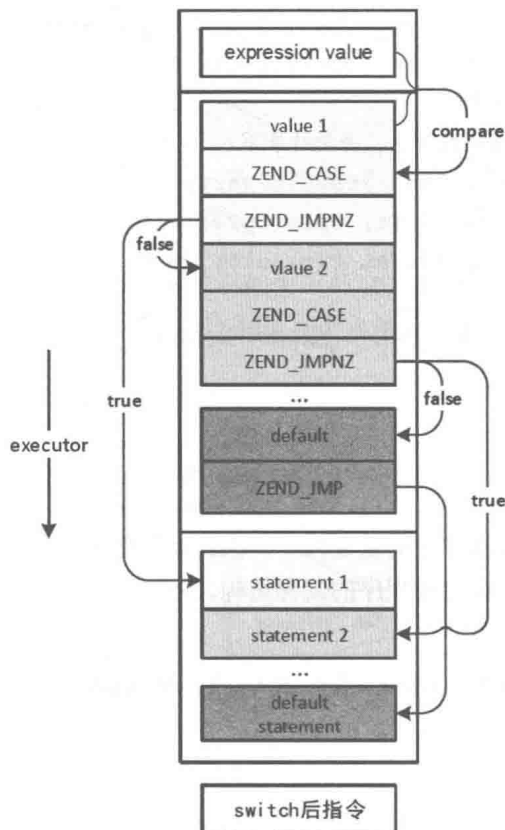 expression value
value 1
compare
ZEND_CASE
ZEND_JMPNZ
false
vlaue 2
ZEND_CASE
ZEND_JMPNZ
...
false
true
default
executor
ZEND_JMP
true
statement 1
statement 2
...
default
statement
switch后指令